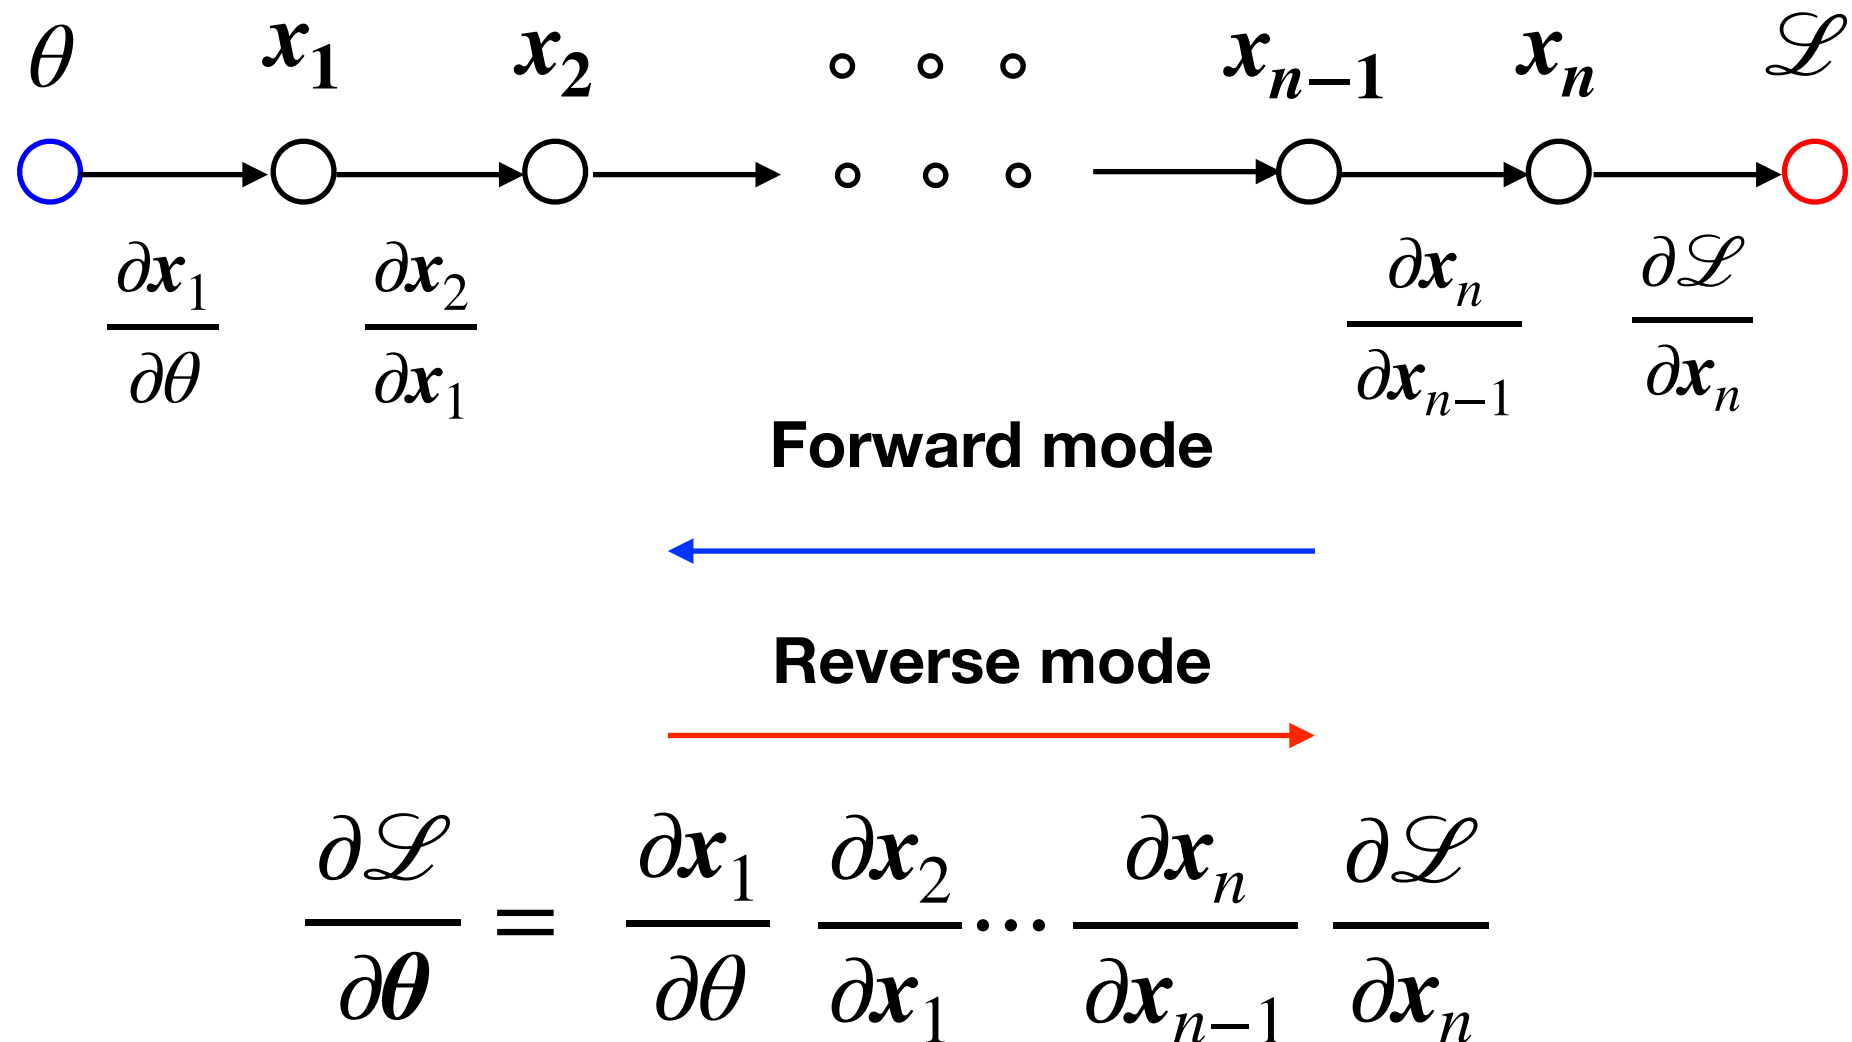 θ x₁ x₂ ∘ ∘ ∘ xₙ₋₁ xₙ ℒ
∂x₁/∂θ ∂x₂/∂x₁ ∂xₙ/∂xₙ₋₁ ∂ℒ/∂xₙ
Forward mode
Reverse mode
∂ℒ/∂θ = ∂x₁/∂θ ∂x₂/∂x₁ ⋯ ∂xₙ/∂xₙ₋₁ ∂ℒ/∂xₙ